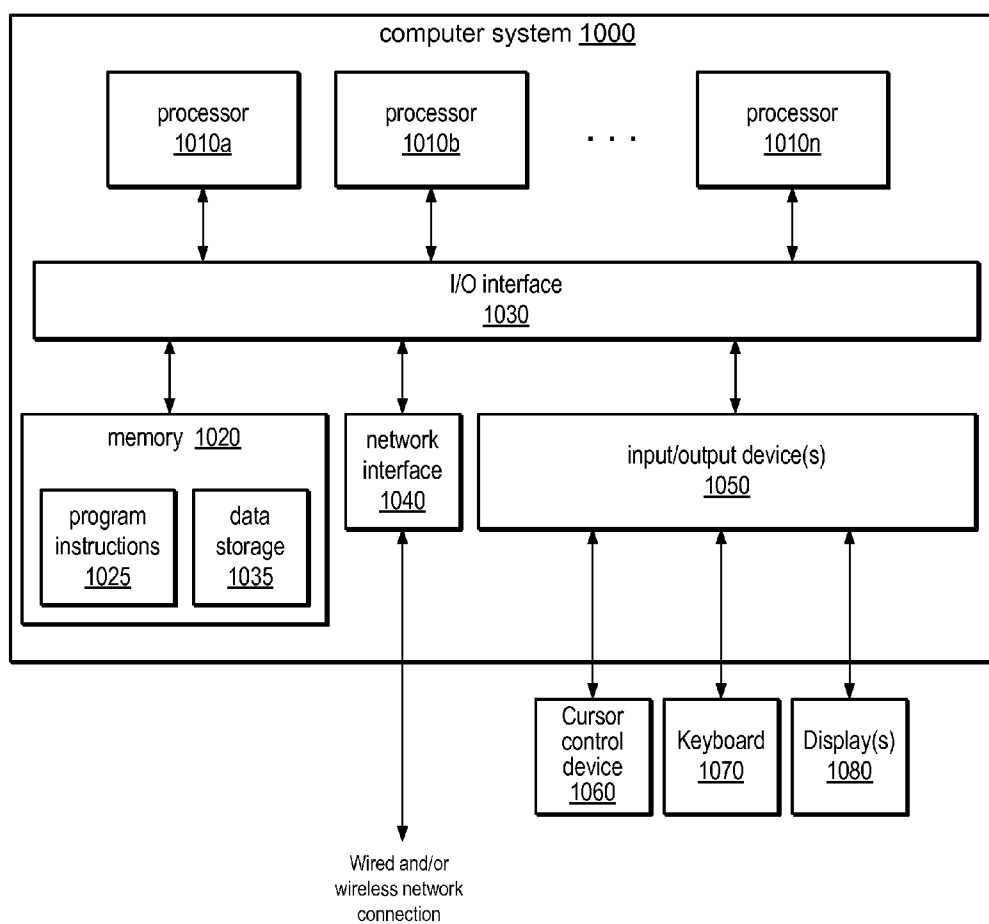 computer system 1000
processor
1010a
processor
1010b
. . .
processor
1010n
I/O interface
1030
memory 1020
program
instructions
1025
data
storage
1035
network
interface
1040
input/output device(s)
1050
Cursor
control
device
1060
Keyboard
1070
Display(s)
1080
Wired and/or
wireless network
connection